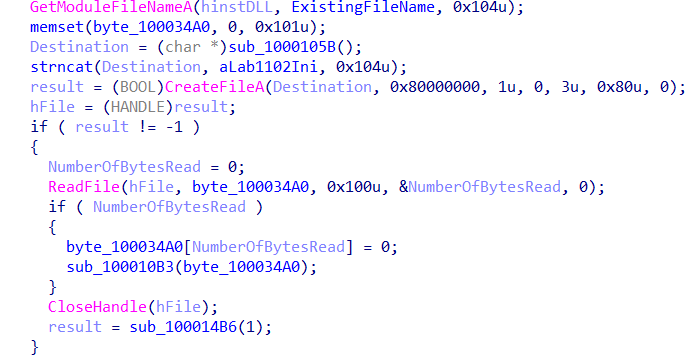 GetModuleFileNameA(hinstDLL, ExistingFileName, 0x104u);
memset(byte_100034A0, 0, 0x101u);
Destination = (char *)sub_1000105B();
strncat(Destination, aLab1102Ini, 0x104u);
result = (BOOL)CreateFileA(Destination, 0x80000000, 1u, 0, 3u, 0x80u, 0);
hFile = (HANDLE)result;
if ( result != -1 )
{
NumberOfBytesRead = 0;
ReadFile(hFile, byte_100034A0, 0x100u, &NumberOfBytesRead, 0);
if ( NumberOfBytesRead )
{
byte_100034A0[NumberOfBytesRead] = 0;
sub_100010B3(byte_100034A0);
}
CloseHandle(hFile);
result = sub_100014B6(1);
}